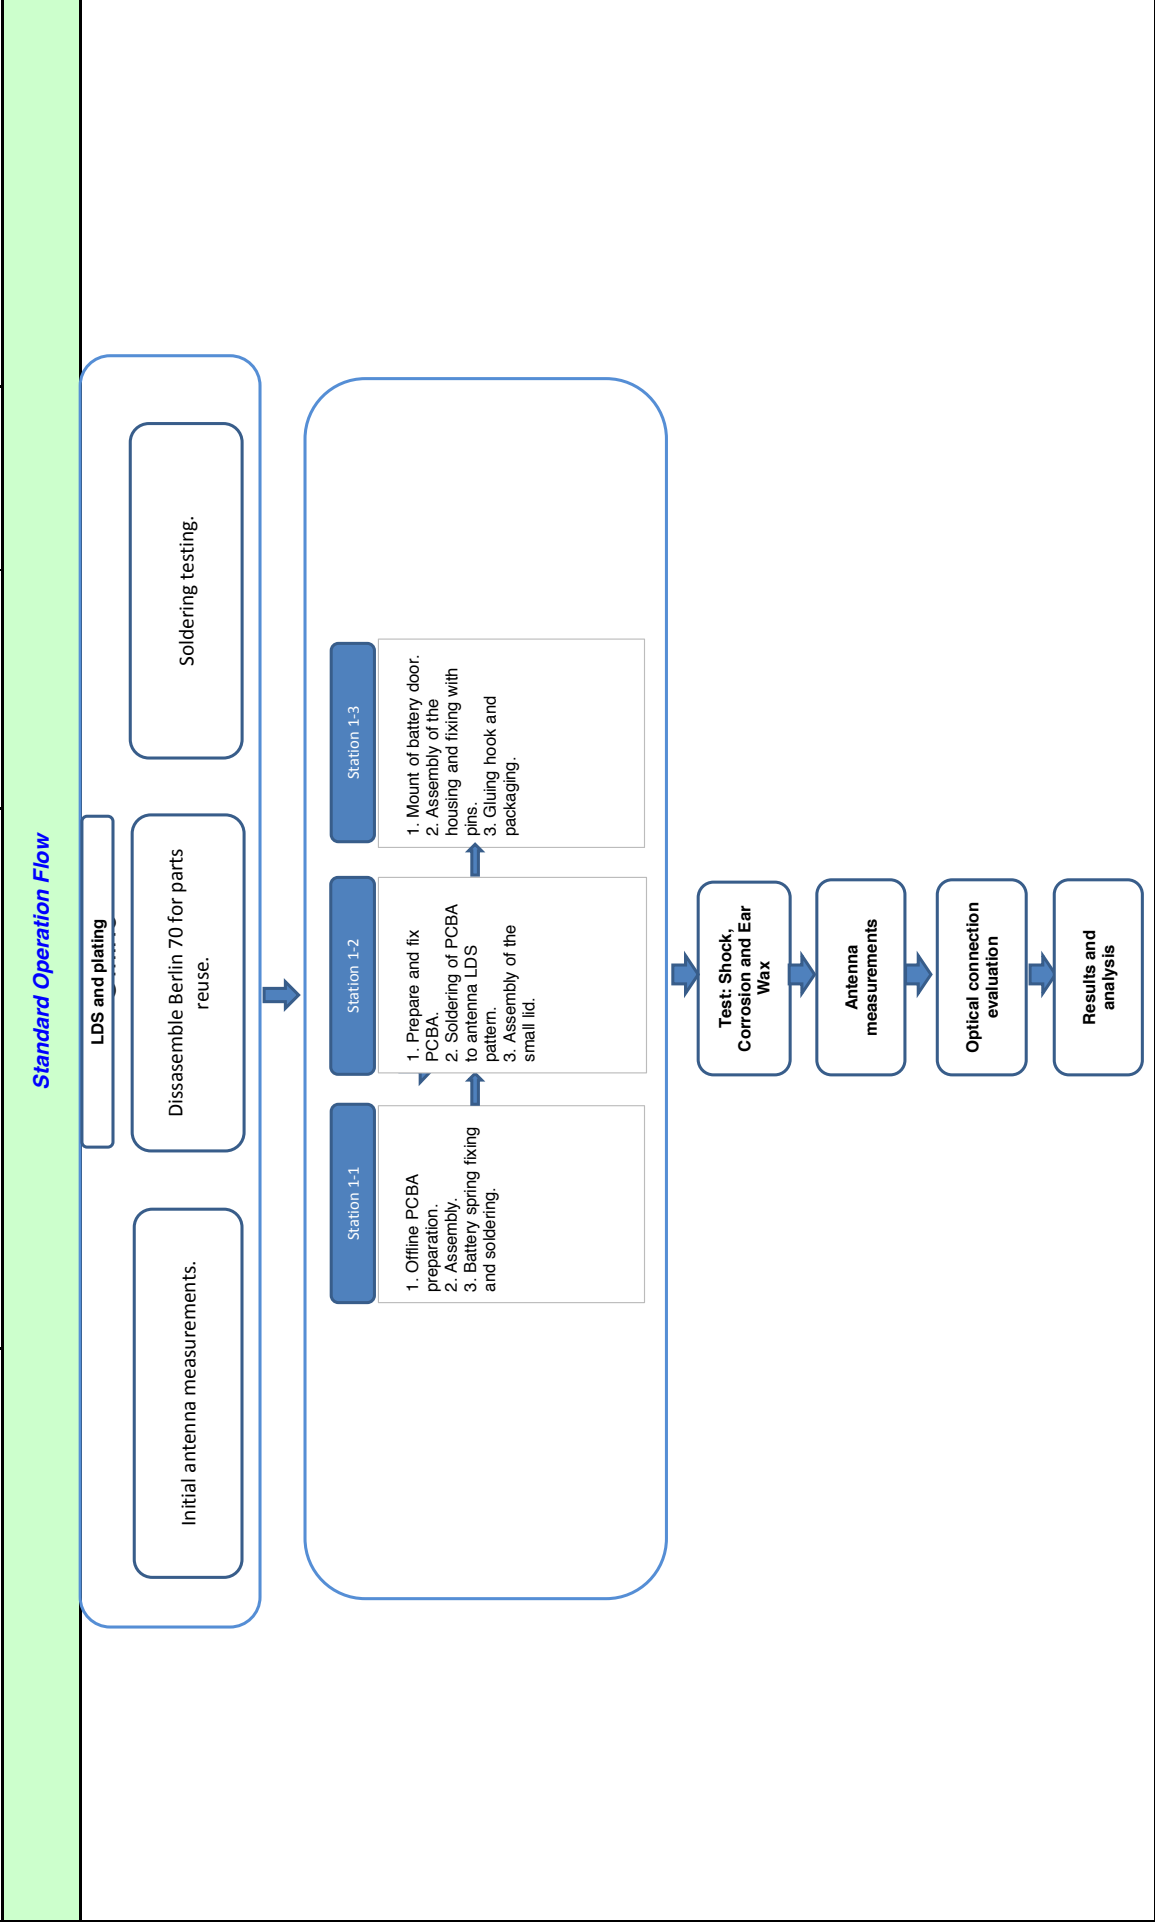 Standard Operation Flow
LDS and plating
Initial antenna measurements.
Dissasemble Berlin 70 for parts
reuse.
Soldering testing.
Station 1-1
1. Offline PCBA
preparation.
2. Assembly.
3. Battery spring fixing
and soldering.
Station 1-2
1. Prepare and fix
PCBA.
2. Soldering of PCBA
to antenna LDS
pattern.
3. Assembly of the
small lid.
Station 1-3
1. Mount of battery door.
2. Assembly of the
housing and fixing with
pins.
3. Gluing hook and
packaging.
Test: Shock,
Corrosion and Ear
Wax
Antenna
measurements
Optical connection
evaluation
Results and
analysis